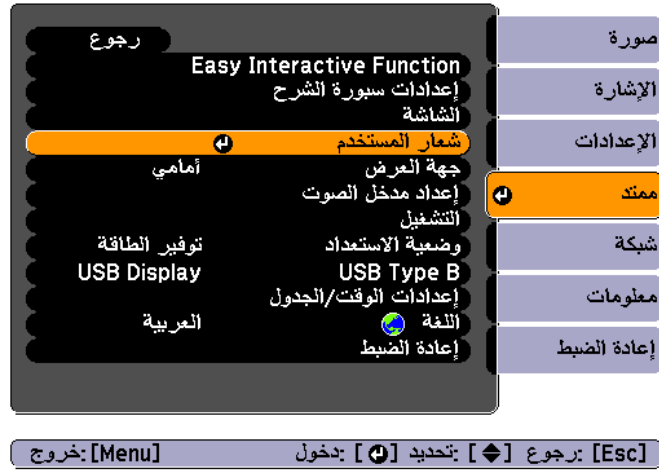 رجوع
Easy Interactive Function
إعدادات سبورة الشرح
الشاشة
شعار المستخدم
جهة العرض أمامي
إعداد مدخل الصوت
التشغيل
وضعية الاستعداد توفير الطاقة
USB Type B USB Display
إعدادات الوقت/الجدول
اللغة العربية
إعادة الضبط
صورة
الإشارة
الإعدادات
ممتد
شبكة
معلومات
إعادة الضبط
[Esc] :رجوع [ ] :تحديد [ ] :دخول [Menu] :خروج